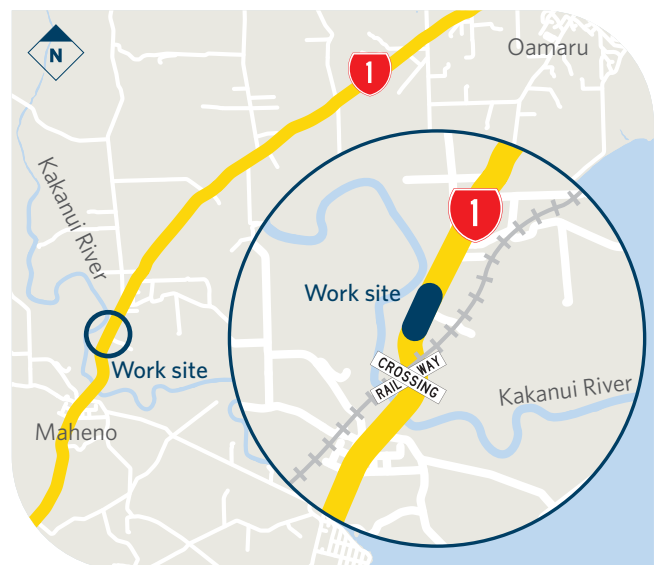 N
1
Oamaru
Kakanui River
1
Work site
Work site
RAILWAY
CROSSING
Kakanui River
Maheno